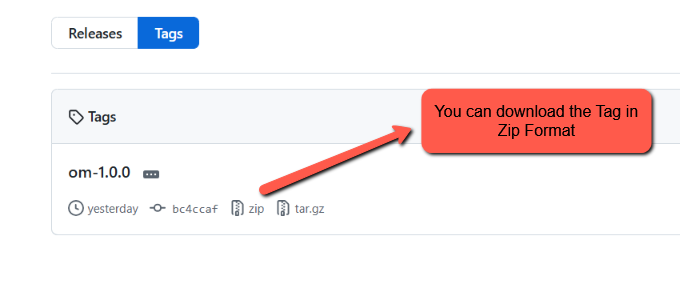 Releases Tags
Tags
You can download the Tag in
Zip Format
om-1.0.0
yesterday bc4ccaf zip tar.gz